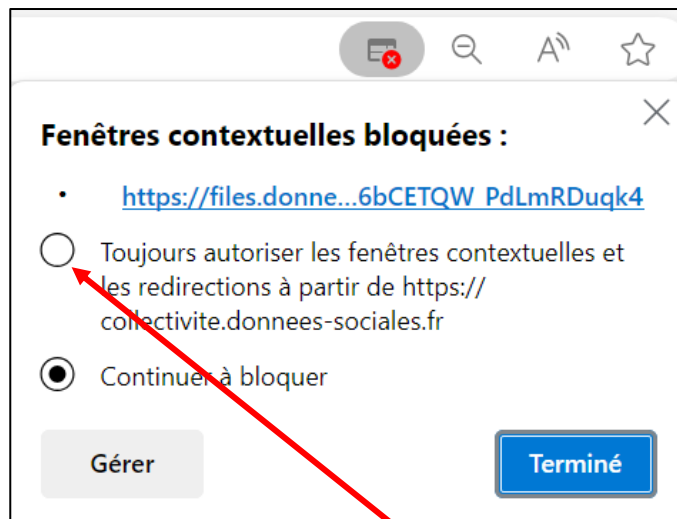 A
Fenêtres contextuelles bloquées :
• https://files.donne...6bCETQW_PdLmRDuqk4
Toujours autoriser les fenêtres contextuelles et
les redirections à partir de https://
collectivite.donnees-sociales.fr
Continuer à bloquer
Gérer Terminé